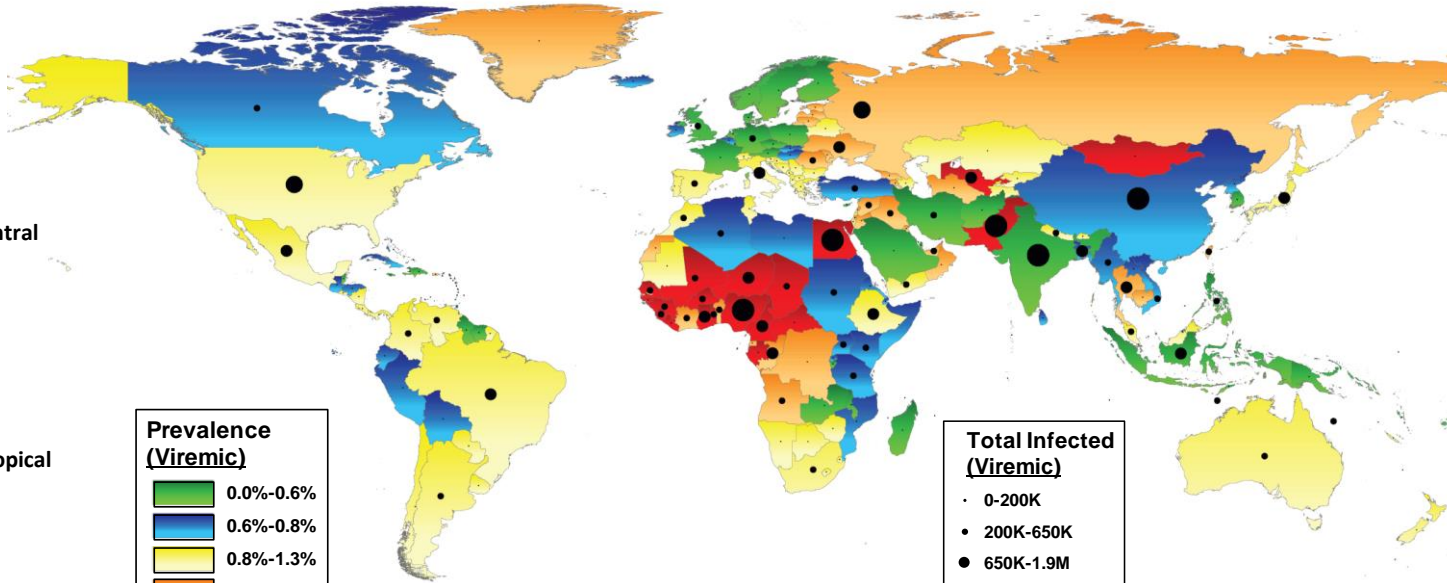 ntral
opical
Prevalence
(Viremic)
0.0%-0.6%
0.6%-0.8%
0.8%-1.3%
Total Infected
(Viremic)
0-200K
200K-650K
650K-1.9M